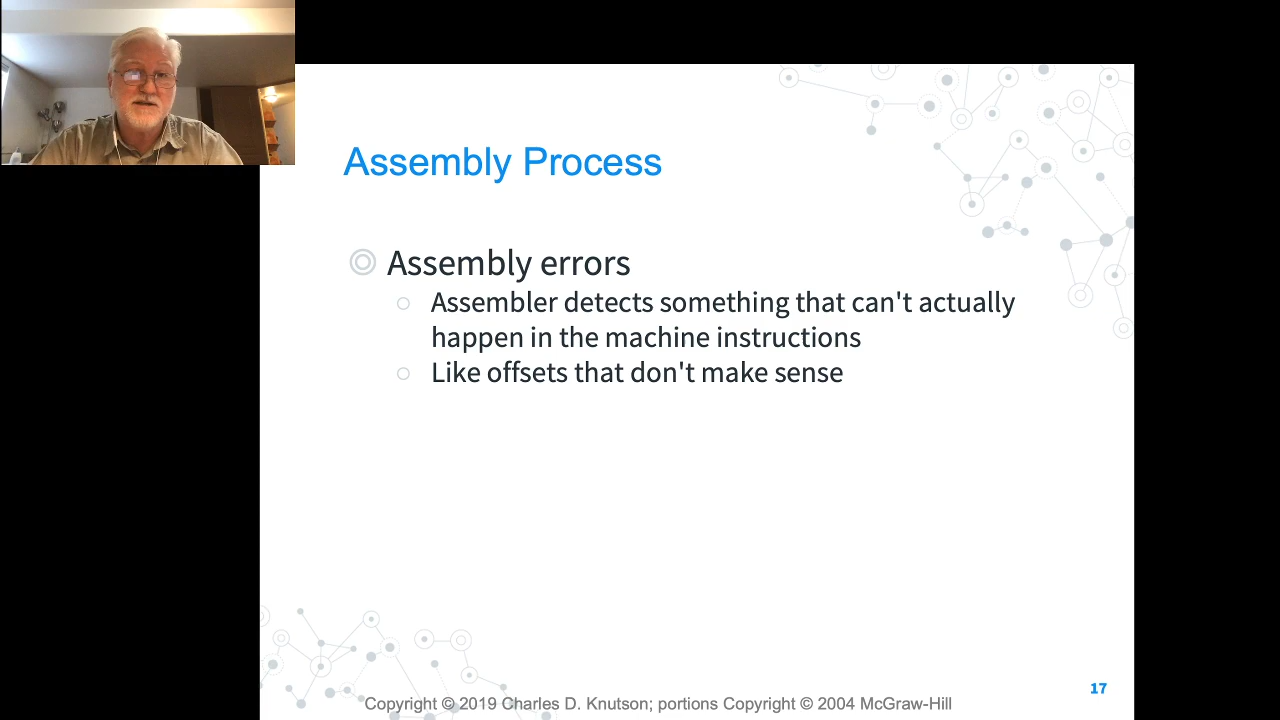 Assembly Process
Assembly errors
Assembler detects something that can't actually
happen in the machine instructions
Like offsets that don't make sense
17
Copyright © 2019 Charles D. Knutson; portions Copyright © 2004 McGraw-Hill